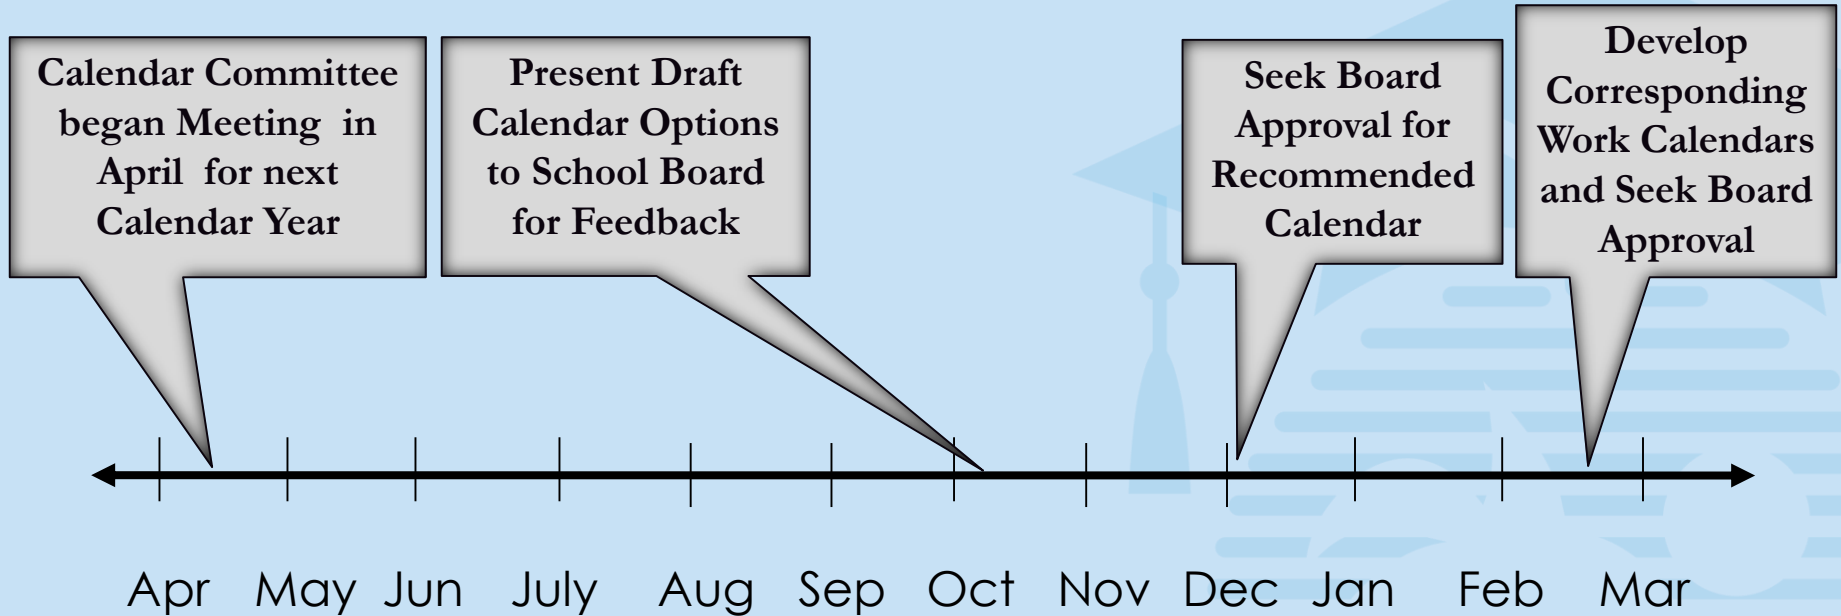 Calendar Committee
began Meeting in
April for next
Calendar Year
Present Draft
Calendar Options
to School Board
for Feedback
Seek Board
Approval for
Recommended
Calendar
Develop
Corresponding
Work Calendars
and Seek Board
Approval
Apr May Jun July Aug Sep Oct Nov Dec Jan Feb Mar